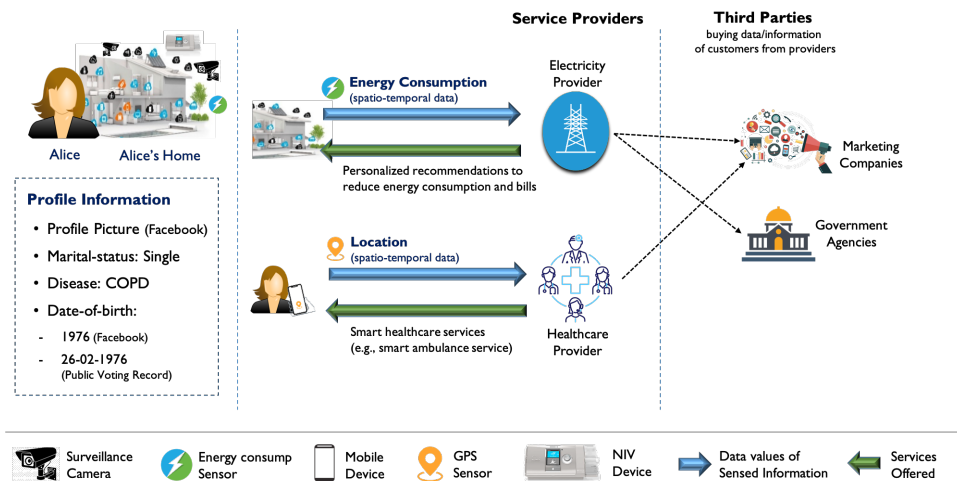 Service Providers
Third Parties
buying data/information
of customers from providers
Alice
Alice's Home
Energy Consumption
(spatio-temporal data)
Electricity
Provider
Personalized recommendations to
reduce energy consumption and bills
Marketing
Companies
Government
Agencies
Profile Information
• Profile Picture (Facebook)
• Marital-status: Single
• Disease: COPD
• Date-of-birth:
- 1976 (Facebook)
- 26-02-1976
(Public Voting Record)
Location
(spatio-temporal data)
Smart healthcare services
(e.g., smart ambulance service)
Healthcare
Provider
Surveillance
Camera
Energy consump
Sensor
Mobile
Device
GPS
Sensor
NIV
Device
Data values of
Sensed Information
Services
Offered